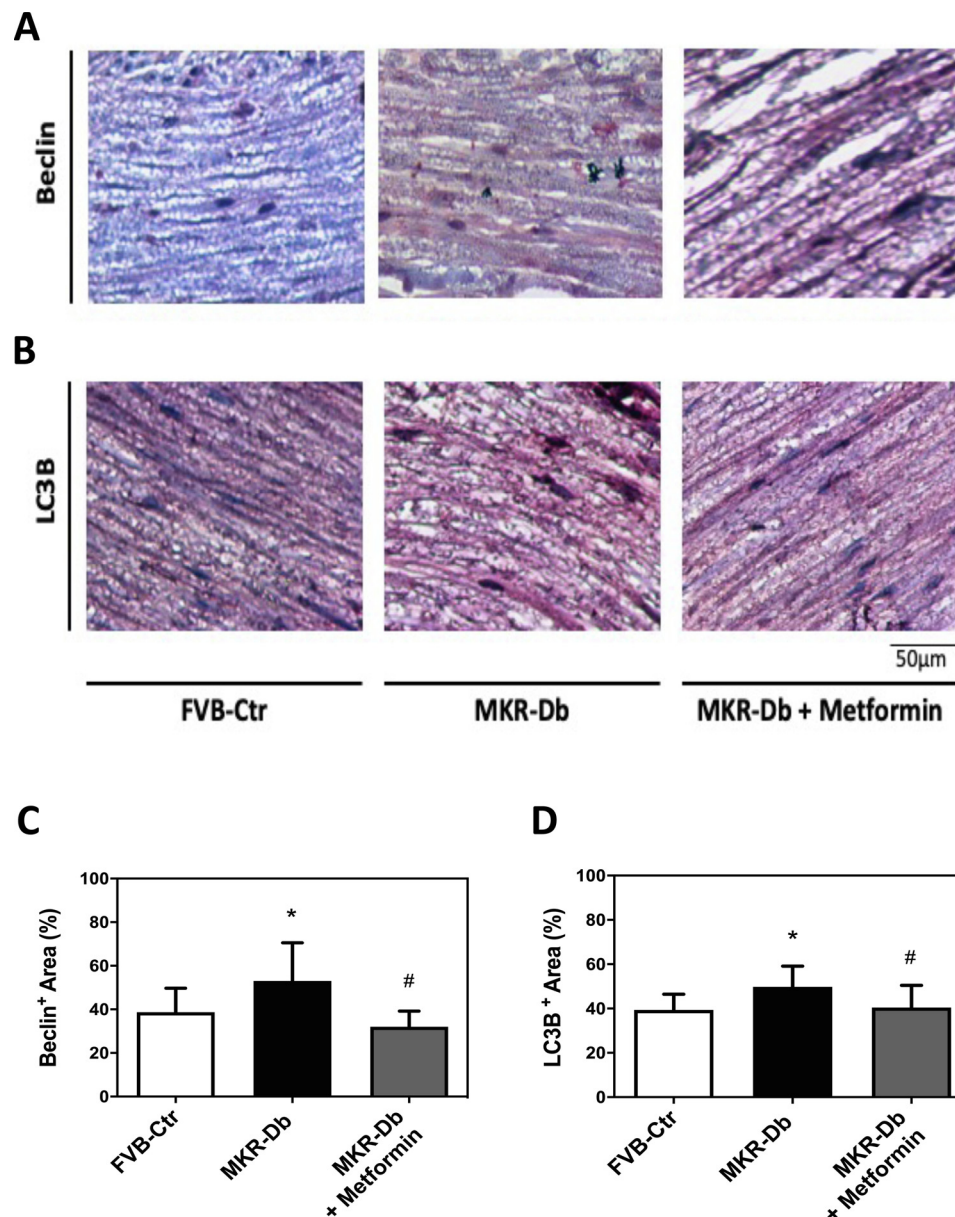 A
Beclin
B
LC3B
50μm
FVB-Ctr
MKR-Db
MKR-Db + Metformin
C
Beclin+ Area (%)
100
80
60
40
20
0
*
#
FVB-Ctr
MKR-Db
MKR-Db
+ Metformin
D
LC3B + Area (%)
100
80
60
40
20
0
*
#
FVB-Ctr
MKR-Db
MKR-Db
+ Metformin